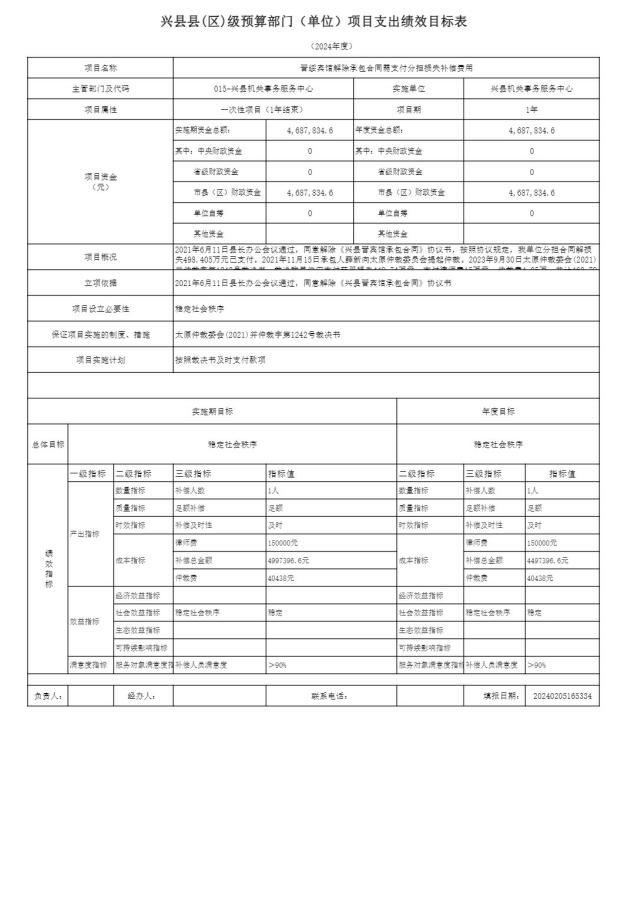 兴县县(区)级预算部门（单位）项目支出绩效目标表
（2024年度）
项目名称 晋绥宾馆解除承包合同需支付分担损失补偿费用
主管部门及代码 015-兴县机关事务服务中心 实施单位 兴县机关事务服务中心
项目属性 一次性项目（1年结束） 项目期 1年
项目资金（元） 实施期资金总额： 4,687,834.6 年度资金总额： 4,687,834.6
其中：中央财政资金 0 其中：中央财政资金 0
省级财政资金 0 省级财政资金 0
市县（区）财政资金 4,687,834.6 市县（区）财政资金 4,687,834.6
单位自筹 0 单位自筹 0
其他资金 其他资金
项目概况 2021年6月11日县长办公会议通过，同意解除《兴县晋宾馆承包合同》协议书，按照协议规定，我单位分担合同解损
失498.405万元已支付。2021年11月15日承包人薛新向太原仲裁委员会提起仲裁。2023年9月30日太原仲裁委会(2021)
立项依据 2021年6月11日县长办公会议通过，同意解除《兴县晋宾馆承包合同》协议书
项目设立必要性 稳定社会秩序
保证项目实施的制度、措施 太原仲裁委会(2021)并仲裁字第1242号裁决书
项目实施计划 按照裁决书及时支付款项
实施期目标 年度目标
总体目标 稳定社会秩序 稳定社会秩序
绩效指标 一级指标 二级指标 三级指标 指标值 二级指标 三级指标 指标值
产出指标 数量指标 补偿人数 1人 数量指标 补偿人数 1人
质量指标 足额补偿 足额 质量指标 足额补偿 足额
时效指标 补偿及时性 及时 时效指标 补偿及时性 及时
成本指标 律师费 150000元 成本指标 律师费 150000元
补偿总金额 4997396.6元 补偿总金额 4497396.6元
仲裁费 40438元 仲裁费 40438元
效益指标 经济效益指标 经济效益指标
社会效益指标 稳定社会秩序 稳定 社会效益指标 稳定社会秩序 稳定
生态效益指标 生态效益指标
可持续影响指标 可持续影响指标
满意度指标 服务对象满意度指 补偿人员满意度 >90% 服务对象满意度指标 补偿人员满意度 >90%
负责人： 经办人： 联系电话： 填报日期： 20240205165334